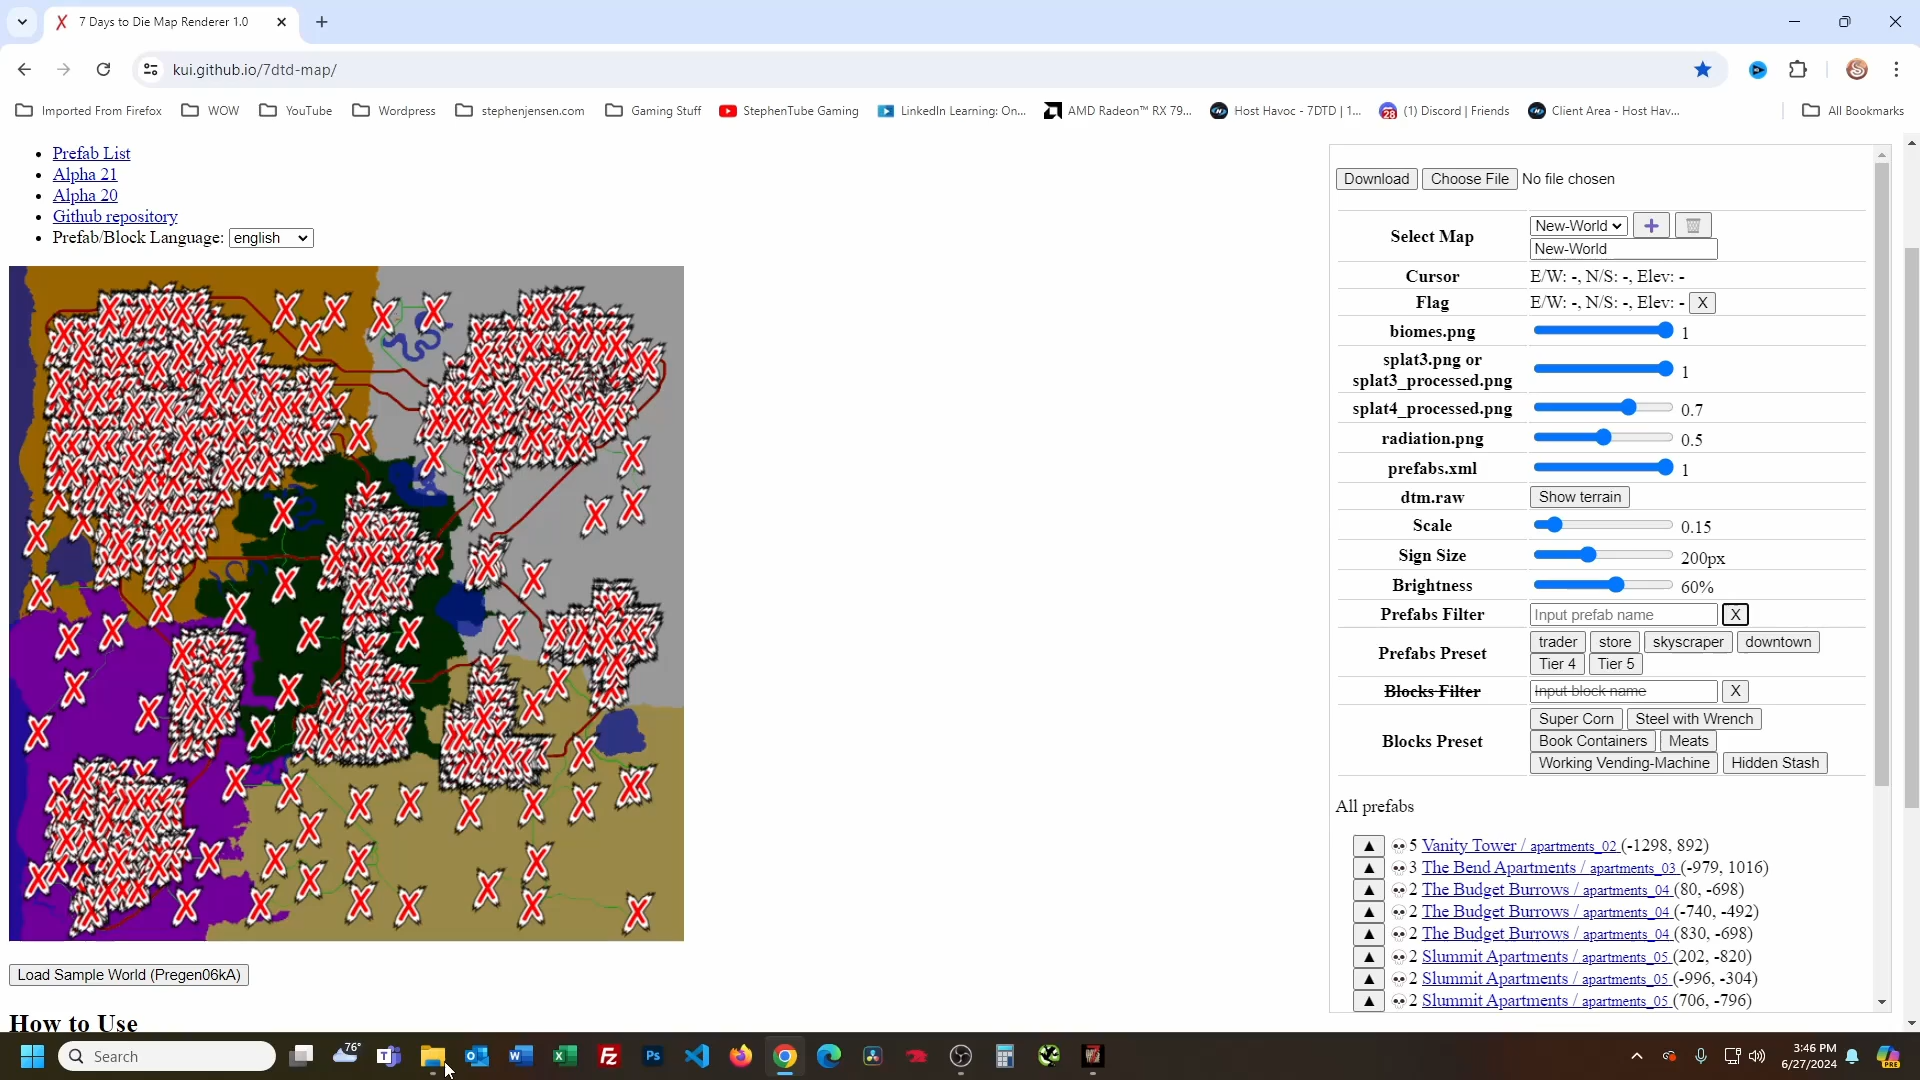 7 Days to Die Map Renderer 1.0
kui.github.io/7dtd-map/
Imported From Firefox
WOW
YouTube
Wordpress
stephenjensen.com
Gaming Stuff
StephenTube Gaming
LinkedIn Learning: On...
AMD Radeon™ RX 79...
Host Havoc - 7DTD | 1...
28
(1) Discord | Friends
Client Area - Host Hav...
All Bookmarks
Prefab List
Alpha 21
Alpha 20
Github repository
Prefab/Block Language: english
Load Sample World (Pregen06kA)
How to Use
Download Choose File No file chosen
Select Map New-World
New-World
Cursor E/W: -, N/S: -, Elev: -
Flag E/W: -, N/S: -, Elev: - X
biomes.png 1
splat3.png or
splat3_processed.png 1
splat4_processed.png 0.7
radiation.png 0.5
prefabs.xml 1
dtm.raw Show terrain
Scale 0.15
Sign Size 200px
Brightness 60%
Prefabs Filter Input prefab name X
Prefabs Preset trader store skyscraper downtown
Tier 4 Tier 5
Blocks Filter Input block name X
Blocks Preset Super Corn Steel with Wrench
Book Containers Meats
Working Vending-Machine Hidden Stash
All prefabs
▲ 5 Vanity Tower / apartments_02 (-1298, 892)
▲ 3 The Bend Apartments / apartments_03 (-979, 1016)
▲ 2 The Budget Burrows / apartments_04 (80, -698)
▲ 2 The Budget Burrows / apartments_04 (-740, -492)
▲ 2 The Budget Burrows / apartments_04 (830, -698)
▲ 2 Slummit Apartments / apartments_05 (202, -820)
▲ 2 Slummit Apartments / apartments_05 (-996, -304)
▲ 2 Slummit Apartments / apartments_05 (706, -796)
Search
76°
3:46 PM
6/27/2024
PRE